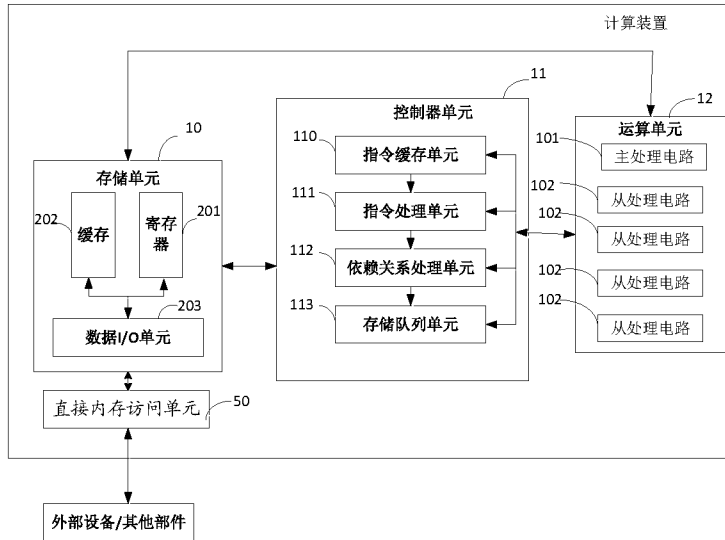 计算装置
11
12
控制器单元
运算单元
10
110
指令缓存单元
101
主处理电路
存储单元
111
指令处理单元
102
从处理电路
202
缓存
寄存器
201
102
从处理电路
112
依赖关系处理单元
102
从处理电路
203
113
存储队列单元
102
从处理电路
数据I/O单元
直接内存访问单元
50
外部设备/其他部件